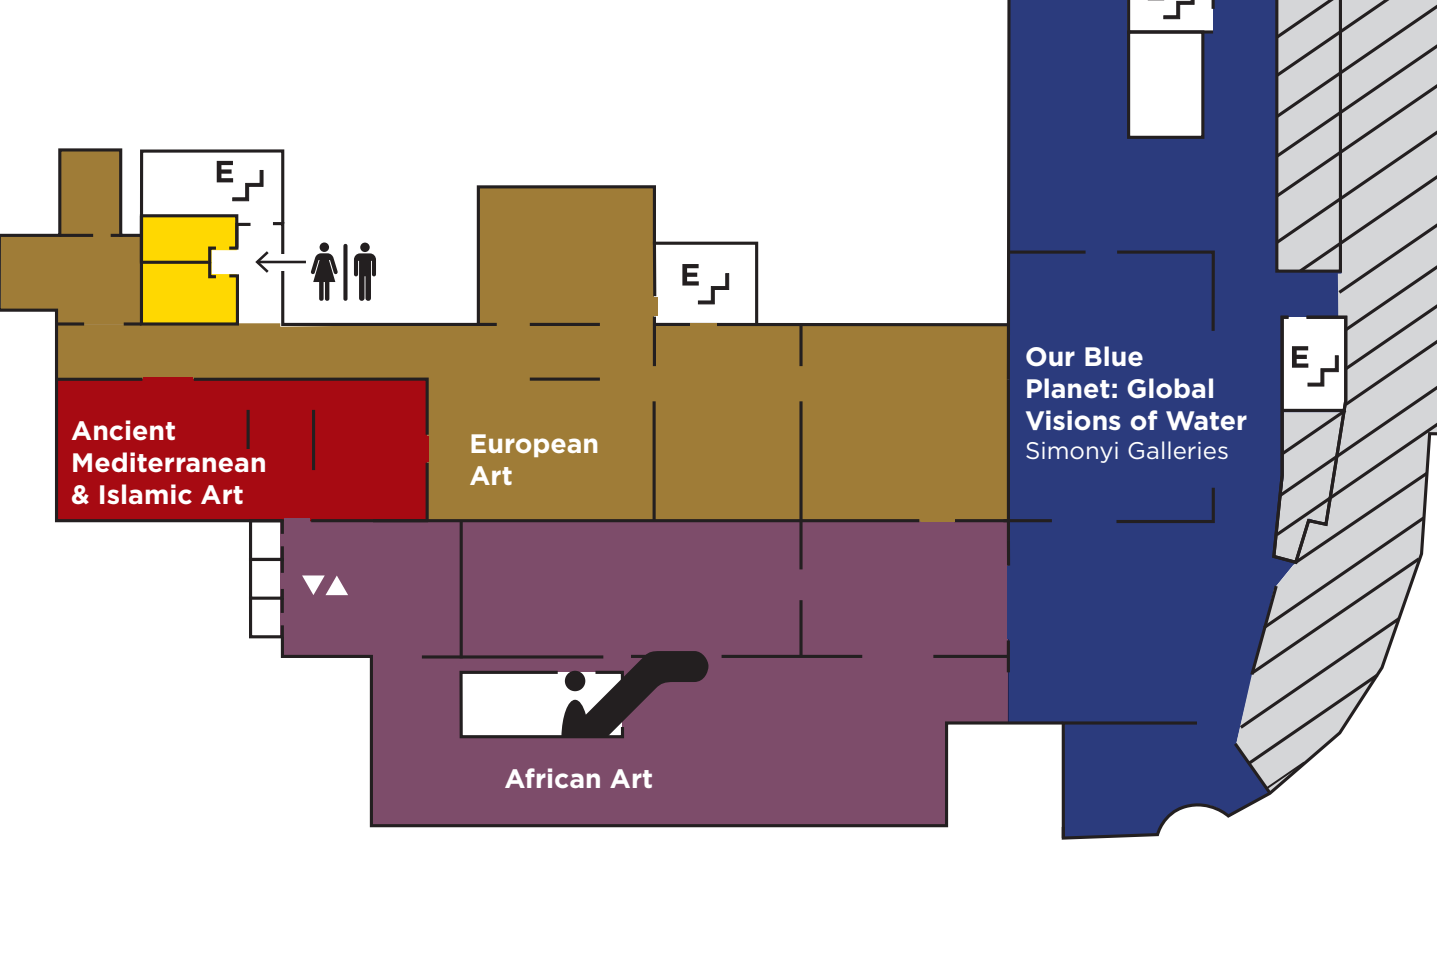 E
E
Our Blue
Planet: Global
Visions of Water
Simonyi Galleries
E
Ancient
Mediterranean
& Islamic Art
European
Art
African Art